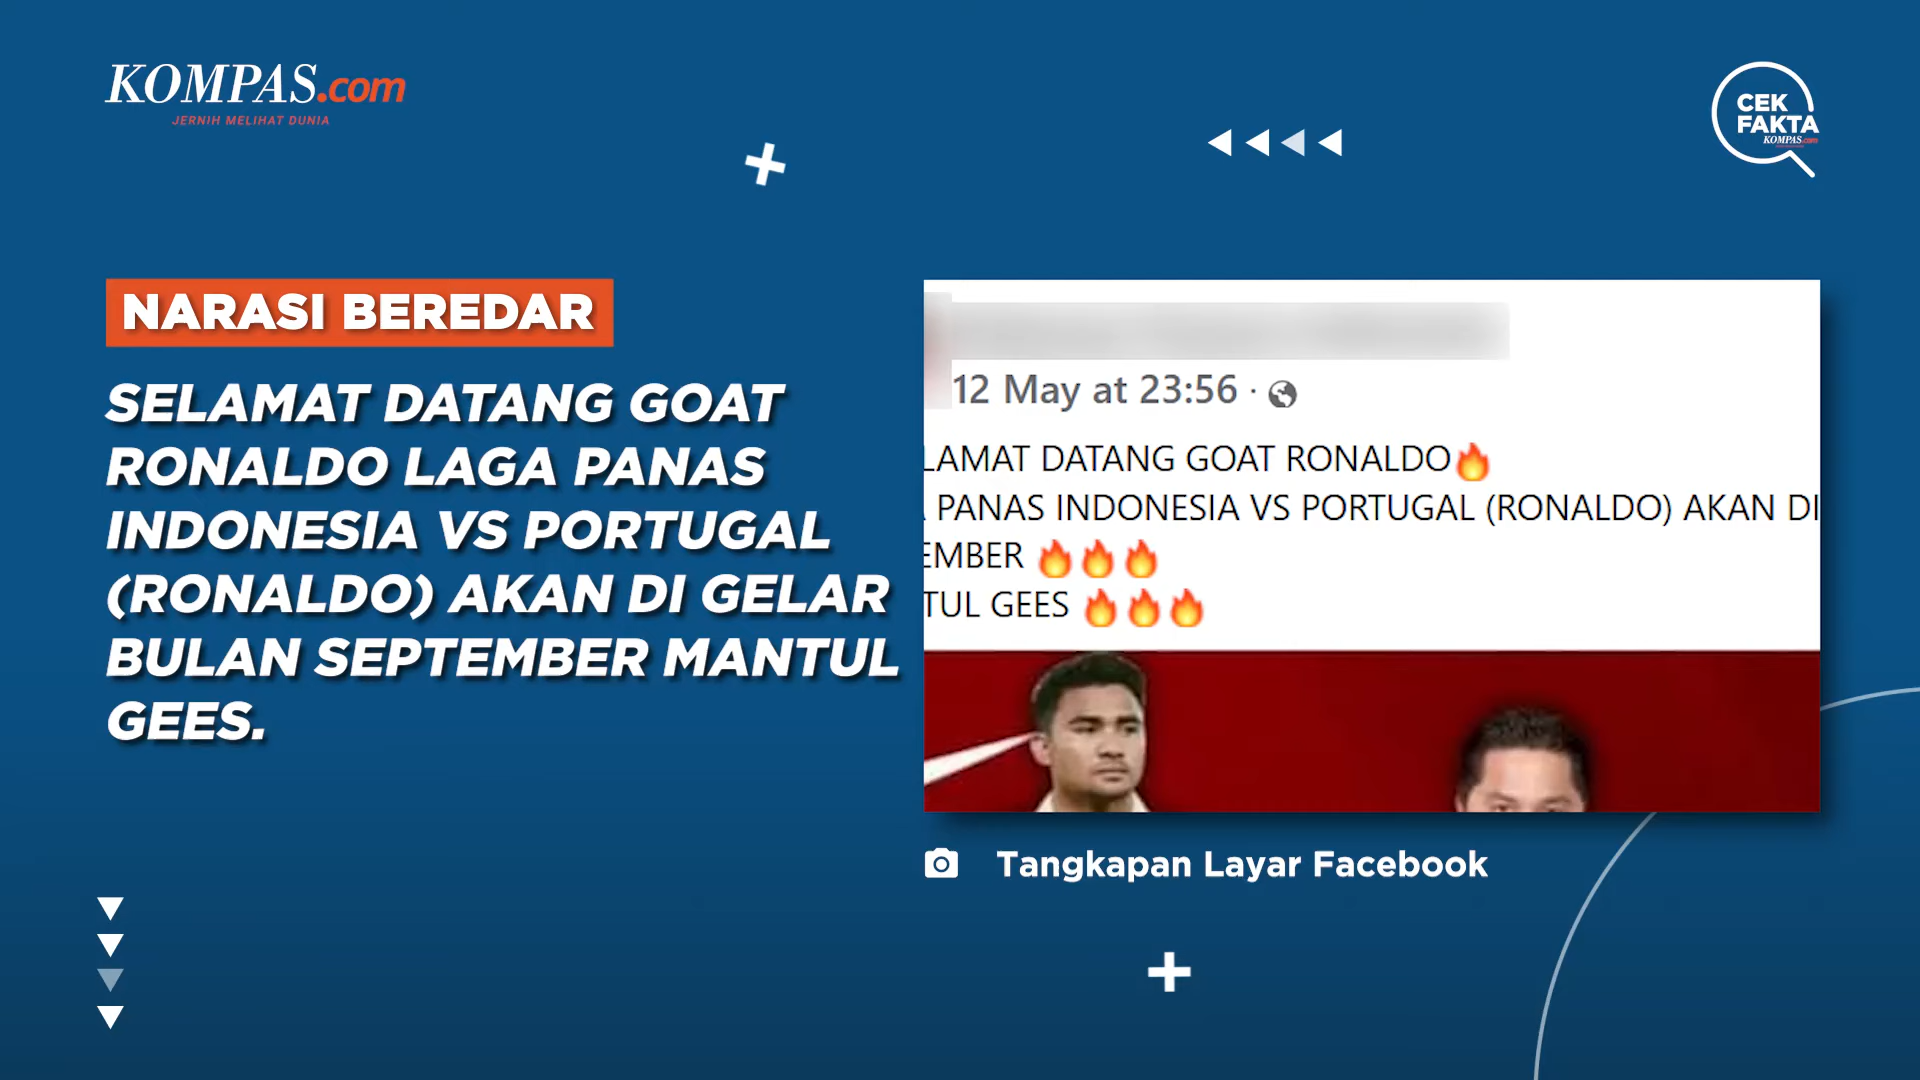 KOMPAS.com
JERNIH MELIHAT DUNIA
CEK
FAKTA
KOMPAS.com
NARASI BEREDAR
SELAMAT DATANG GOAT
RONALDO LAGA PANAS
INDONESIA VS PORTUGAL
(RONALDO) AKAN DI GELAR
BULAN SEPTEMBER MANTUL
GEES.
12 May at 23:56 ·
LAMAT DATANG GOAT RONALDO🔥
PANAS INDONESIA VS PORTUGAL (RONALDO) AKAN DI
EMBER 🔥🔥🔥
TUL GEES 🔥🔥🔥
Tangkapan Layar Facebook